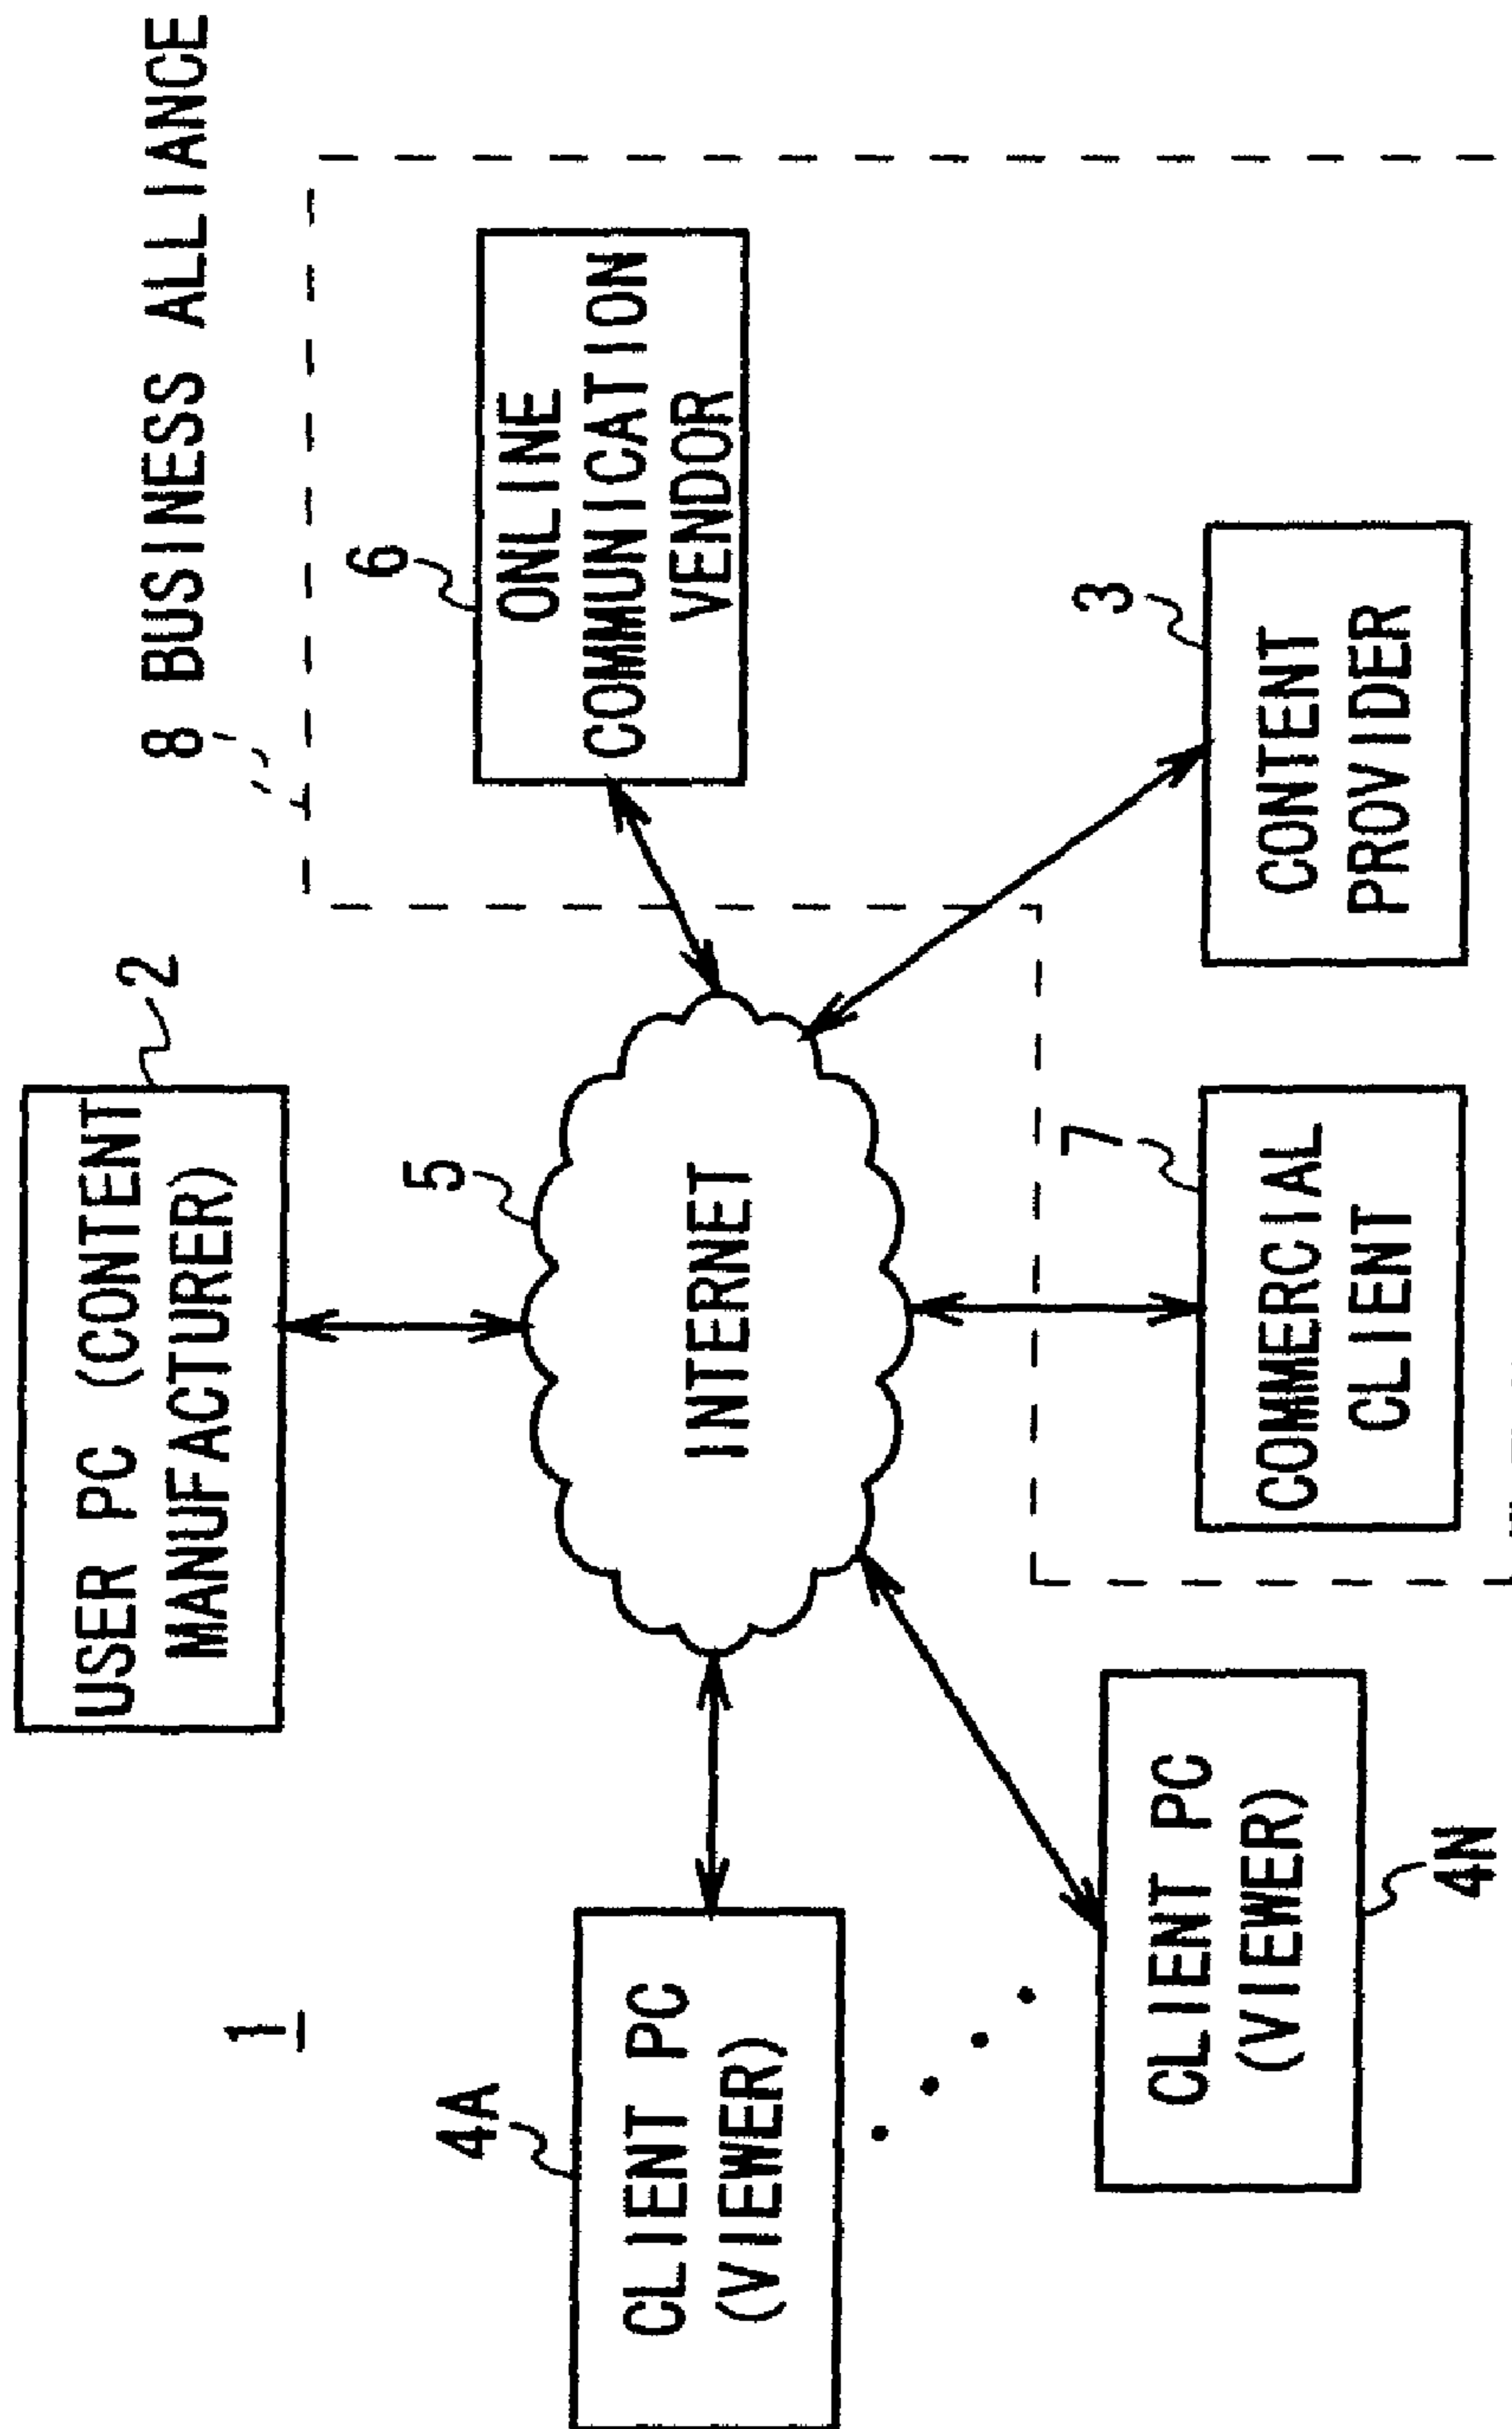 1
8 BUSINESS ALLIANCE
2
USER PC (CONTENT
MANUFACTURER)
4A
CLIENT PC
(VIEWER)
5
INTERNET
6
ONLINE
COMMUNICATION
VENDOR
CLIENT PC
(VIEWER)
4N
7
COMMERCIAL
CLIENT
3
CONTENT
PROVIDER